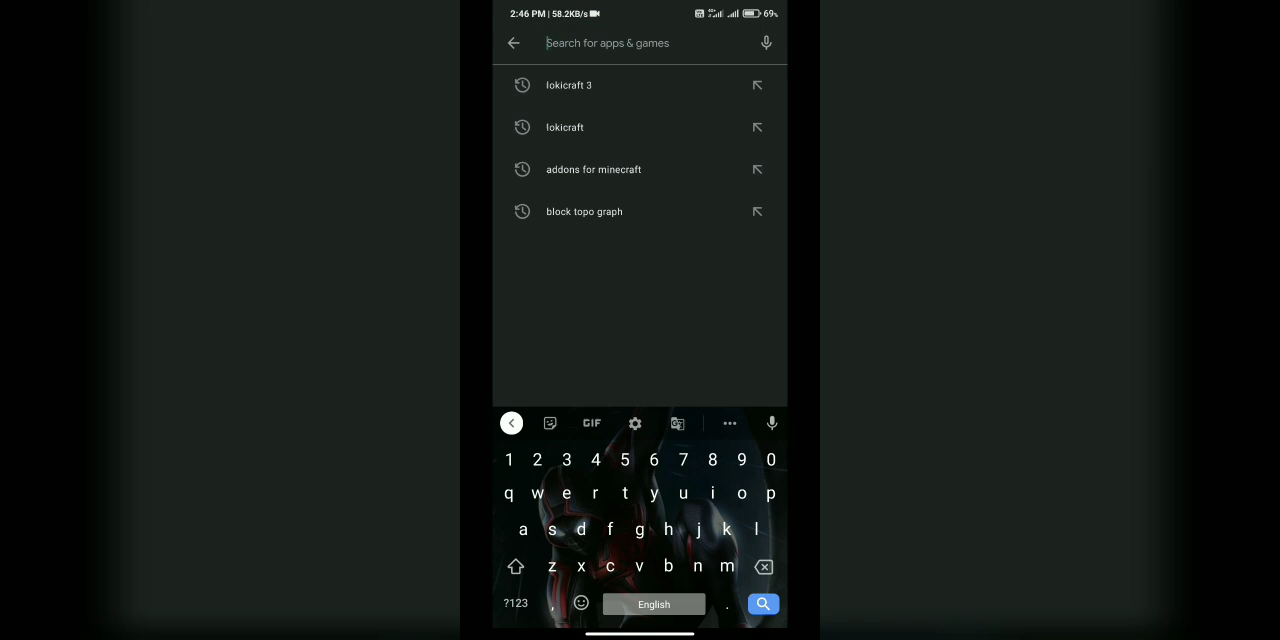 2:46 PM | 58.2KB/s 69%
Search for apps & games
lokicraft 3
lokicraft
addons for minecraft
block topo graph
GIF
1 2 3 4 5 6 7 8 9 0
q w e r t y u i o p
a s d f g h j k l
z x c v b n m
?123 , English .